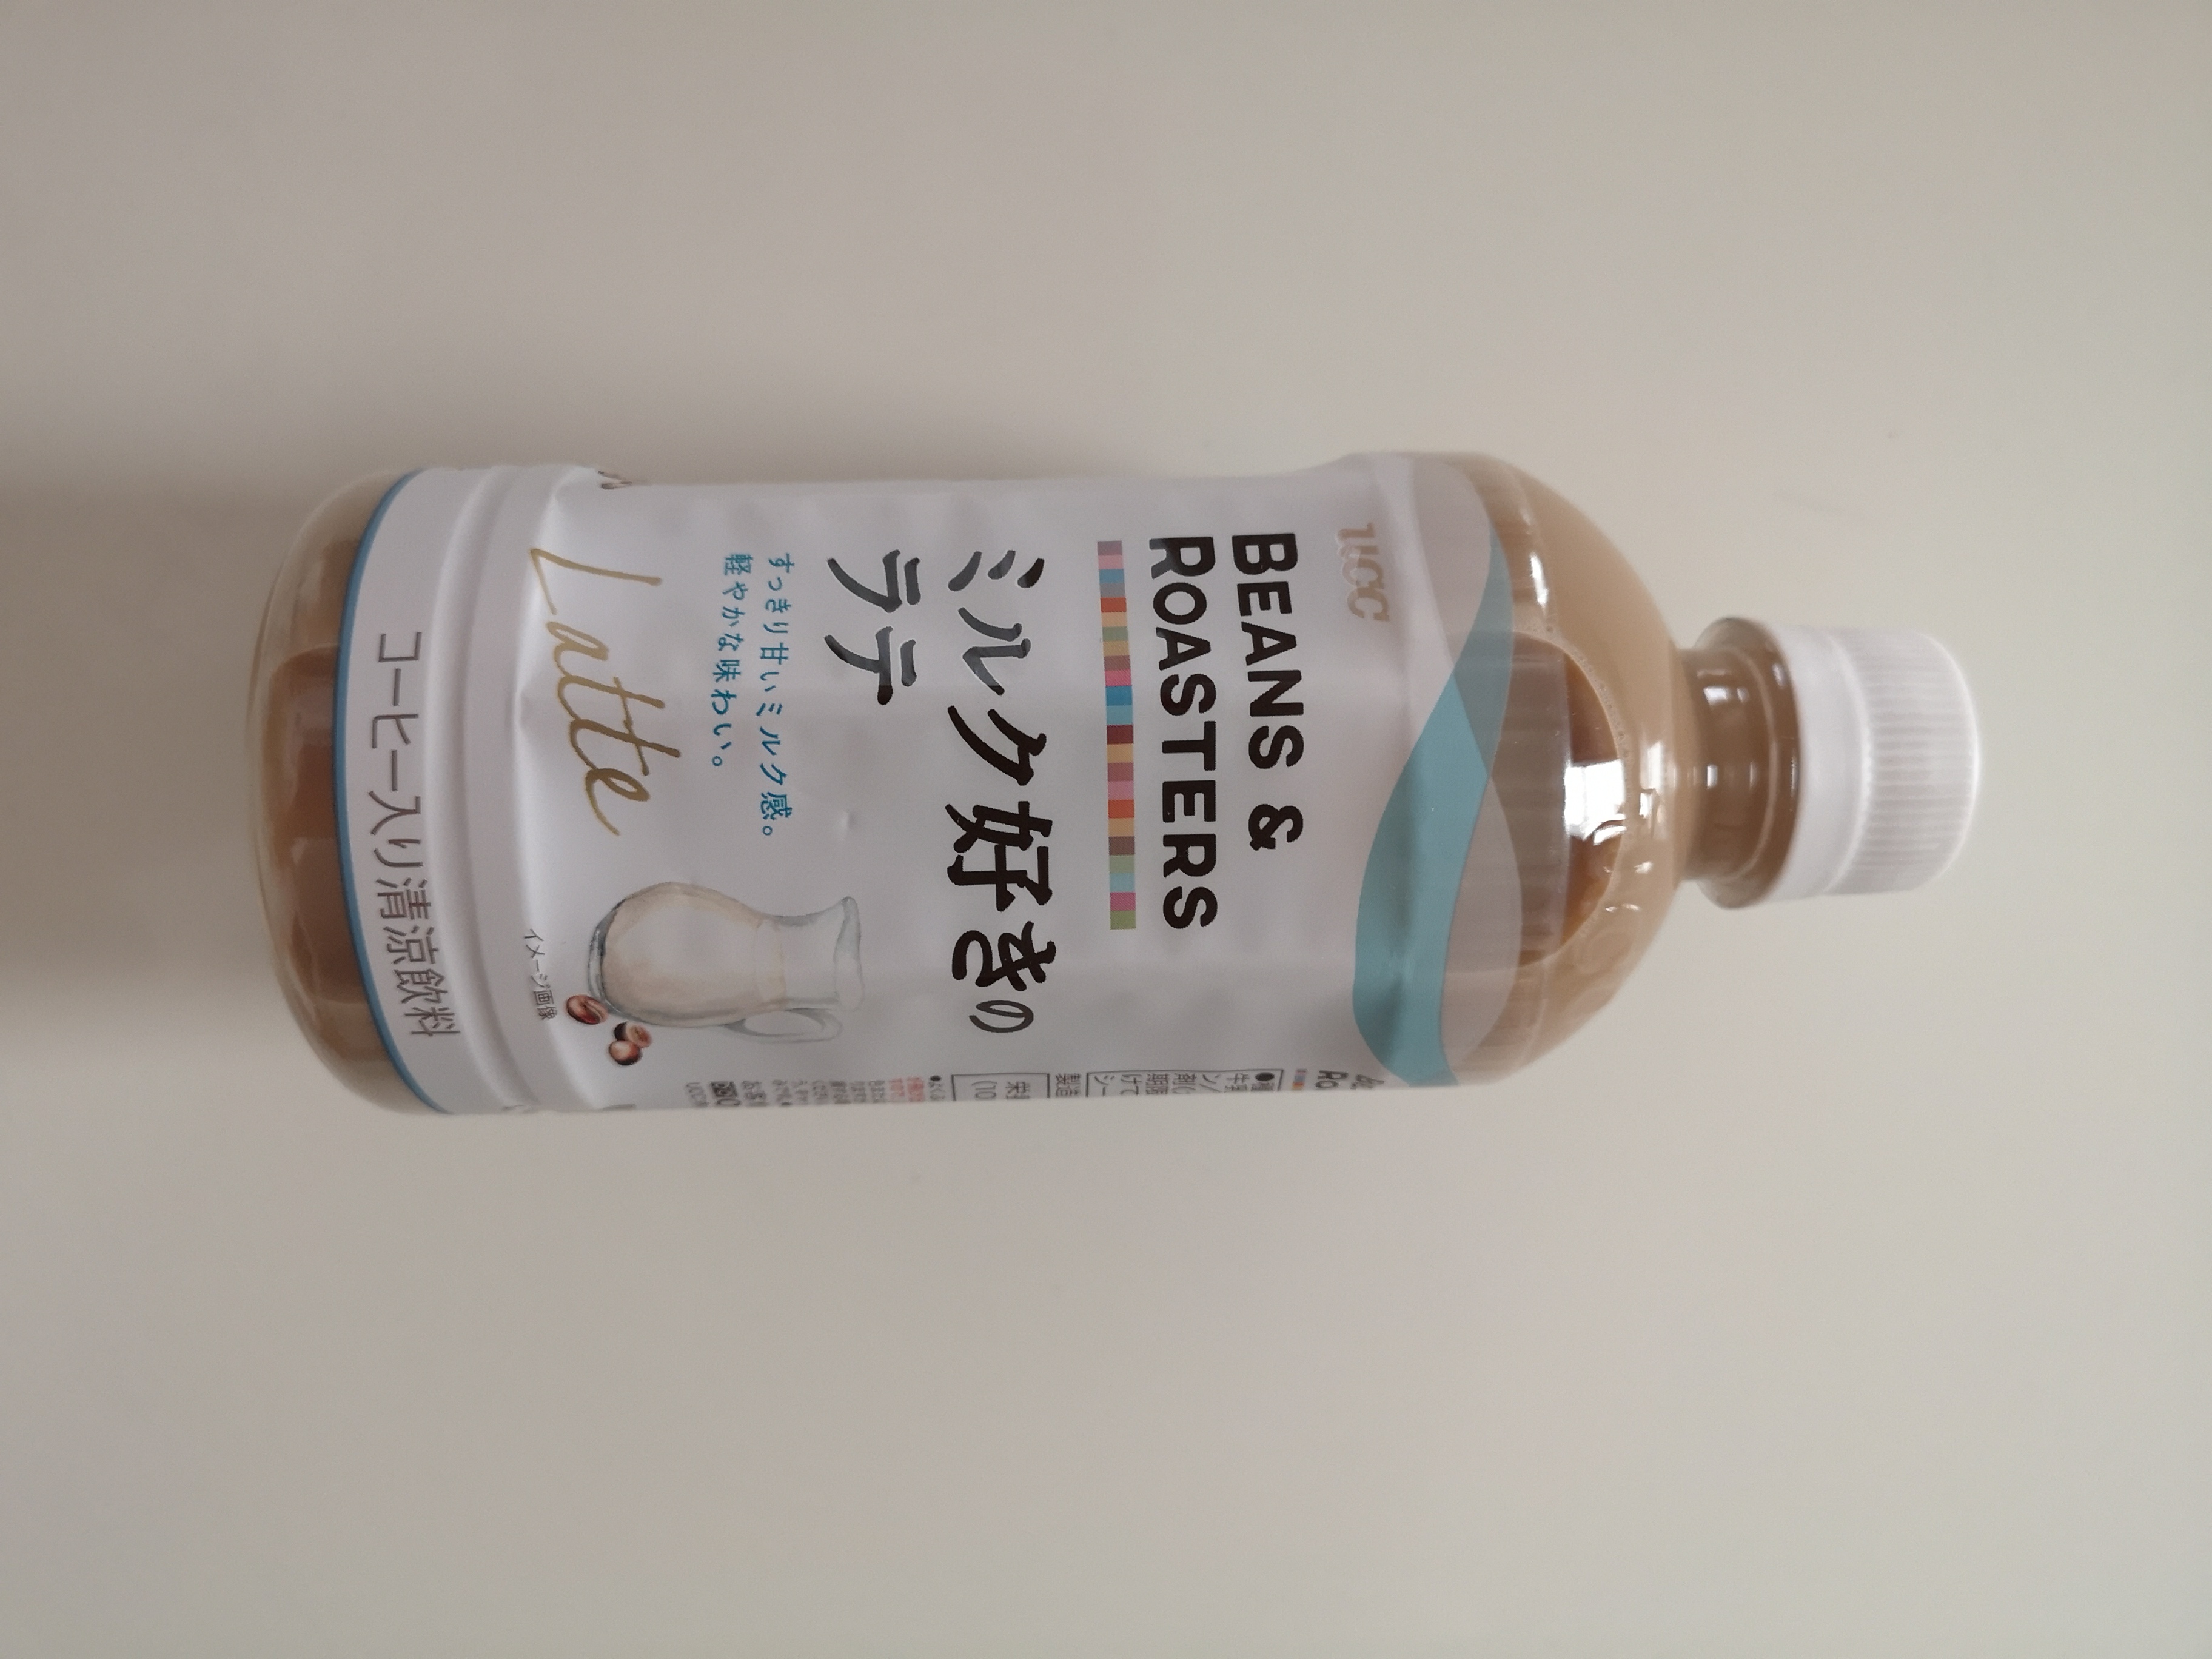 UCC
BEANS &
ROASTERS
ミルク好きの
ラテ
すっきり甘いミルク感。
軽やかな味わい。
Latte
イメージ画像
コーヒー入り清涼飲料